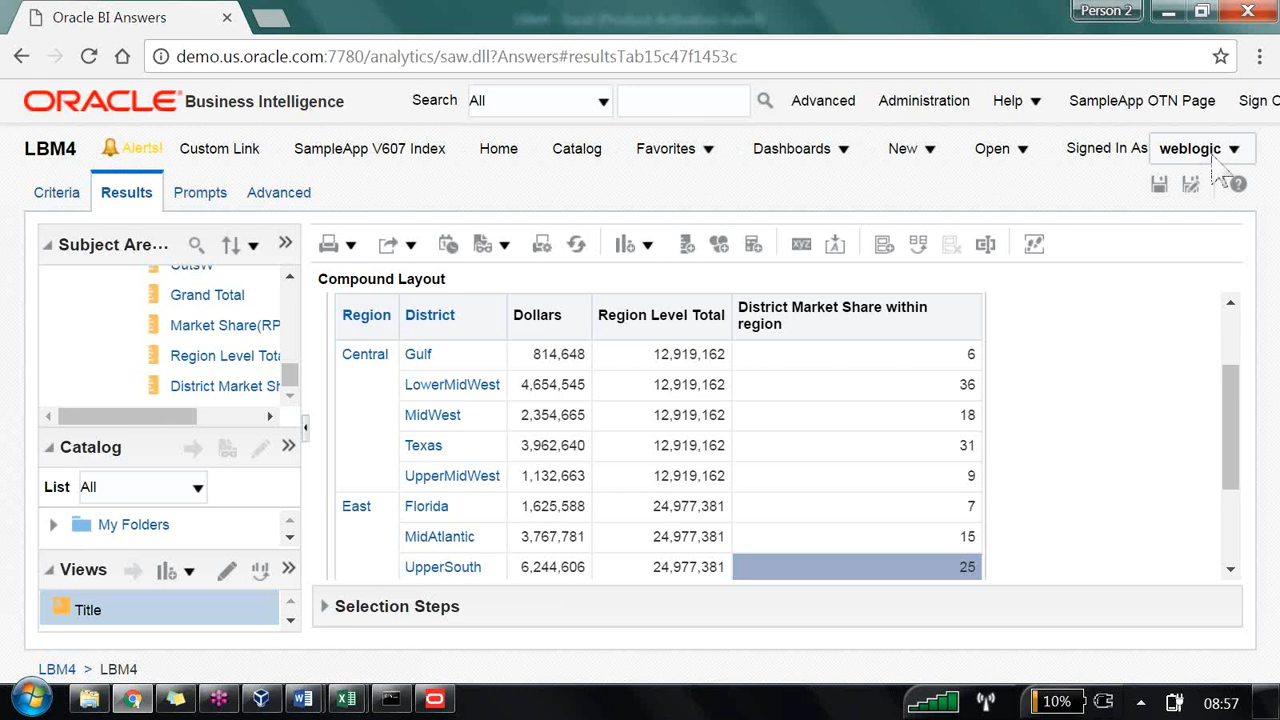 Oracle BI Answers
Person 2
demo.us.oracle.com:7780/analytics/saw.dll?Answers#resultsTab15c47f1453c
ORACLE Business Intelligence
Search All Advanced Administration Help SampleApp OTN Page Sign O
LBM4 Alerts! Custom Link SampleApp V607 Index Home Catalog Favorites Dashboards New Open Signed In As weblogic
Criteria Results Prompts Advanced
Subject Are...
Grand Total
Market Share(RP
Region Level Tota
District Market Sh
Catalog
List All
My Folders
Views
Title
Compound Layout
Region District Dollars Region Level Total District Market Share within
region
Central Gulf 814,648 12,919,162 6
LowerMidWest 4,654,545 12,919,162 36
MidWest 2,354,665 12,919,162 18
Texas 3,962,640 12,919,162 31
UpperMidWest 1,132,663 12,919,162 9
East Florida 1,625,588 24,977,381 7
MidAtlantic 3,767,781 24,977,381 15
UpperSouth 6,244,606 24,977,381 25
Selection Steps
LBM4 > LBM4
10% 08:57